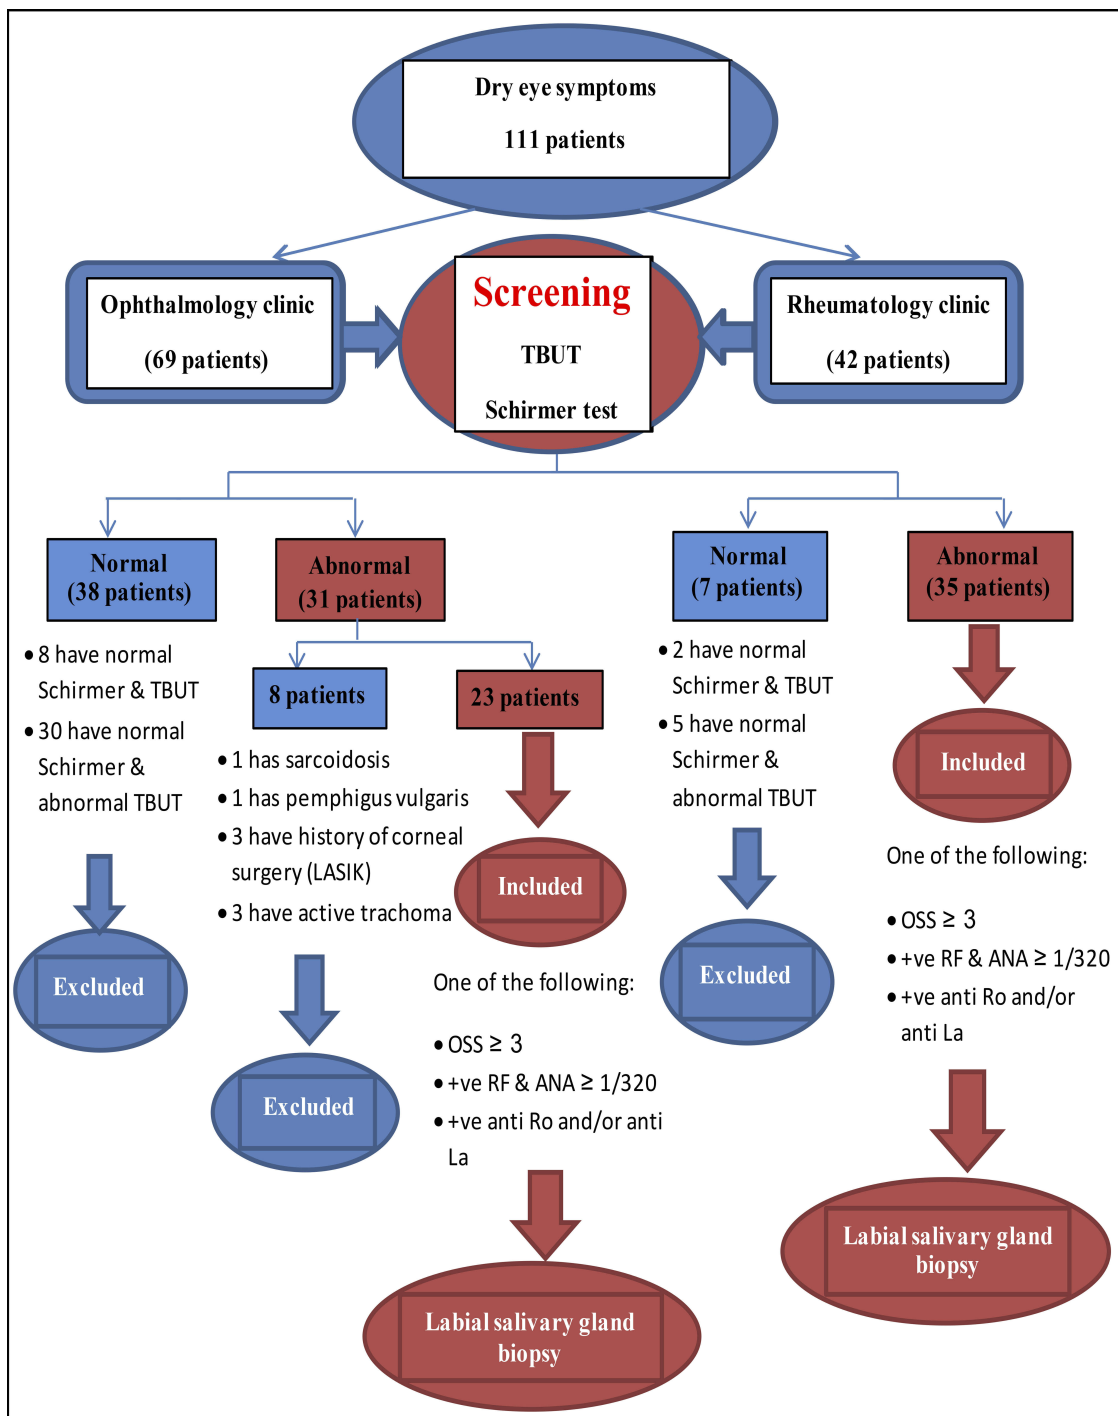 Dry eye symptoms
111 patients
Ophthalmology clinic
(69 patients)
Screening
TBUT
Schirmer test
Rheumatology clinic
(42 patients)
Normal
(38 patients)
Abnormal
(31 patients)
Normal
(7 patients)
Abnormal
(35 patients)
• 8 have normal
Schirmer & TBUT
• 30 have normal
Schirmer &
abnormal TBUT
Excluded
8 patients
• 1 has sarcoidosis
• 1 has pemphigus vulgaris
• 3 have history of corneal
surgery (LASIK)
• 3 have active trachoma
Excluded
23 patients
Included
One of the following:
• OSS ≥ 3
• +ve RF & ANA ≥ 1/320
• +ve anti Ro and/or anti
La
Labial salivary gland
biopsy
• 2 have normal
Schirmer & TBUT
• 5 have normal
Schirmer &
abnormal TBUT
Excluded
Included
One of the following:
• OSS ≥ 3
• +ve RF & ANA ≥ 1/320
• +ve anti Ro and/or
anti La
Labial salivary gland
biopsy